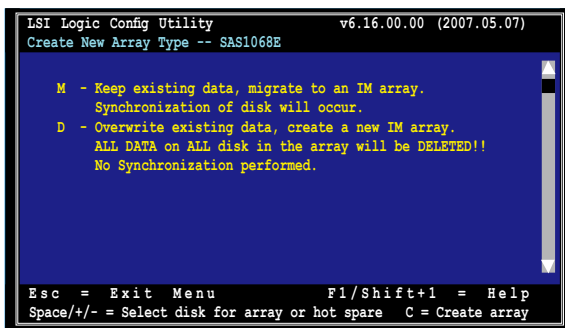 LSI Logic Config Utility v6.16.00.00 (2007.05.07)
Create New Array Type -- SAS1068E
M - Keep existing data, migrate to an IM array.
Synchronization of disk will occur.
D - Overwrite existing data, create a new IM array.
ALL DATA on ALL disk in the array will be DELETED!!
No Synchronization performed.
Esc = Exit Menu F1/Shift+1 = Help
Space/+/- = Select disk for array or hot spare C = Create array